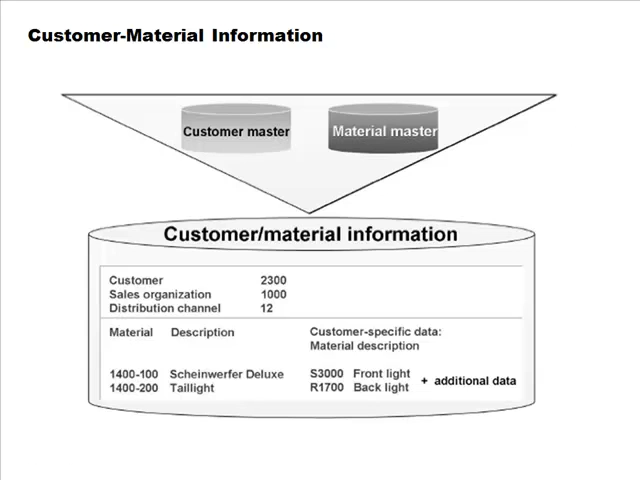 Customer-Material Information
Customer master
Material master
Customer/material information
Customer 2300
Sales organization 1000
Distribution channel 12
Material Description Customer-specific data:
Material description
1400-100 Scheinwerfer Deluxe S3000 Front light
1400-200 Taillight R1700 Back light
+ additional data